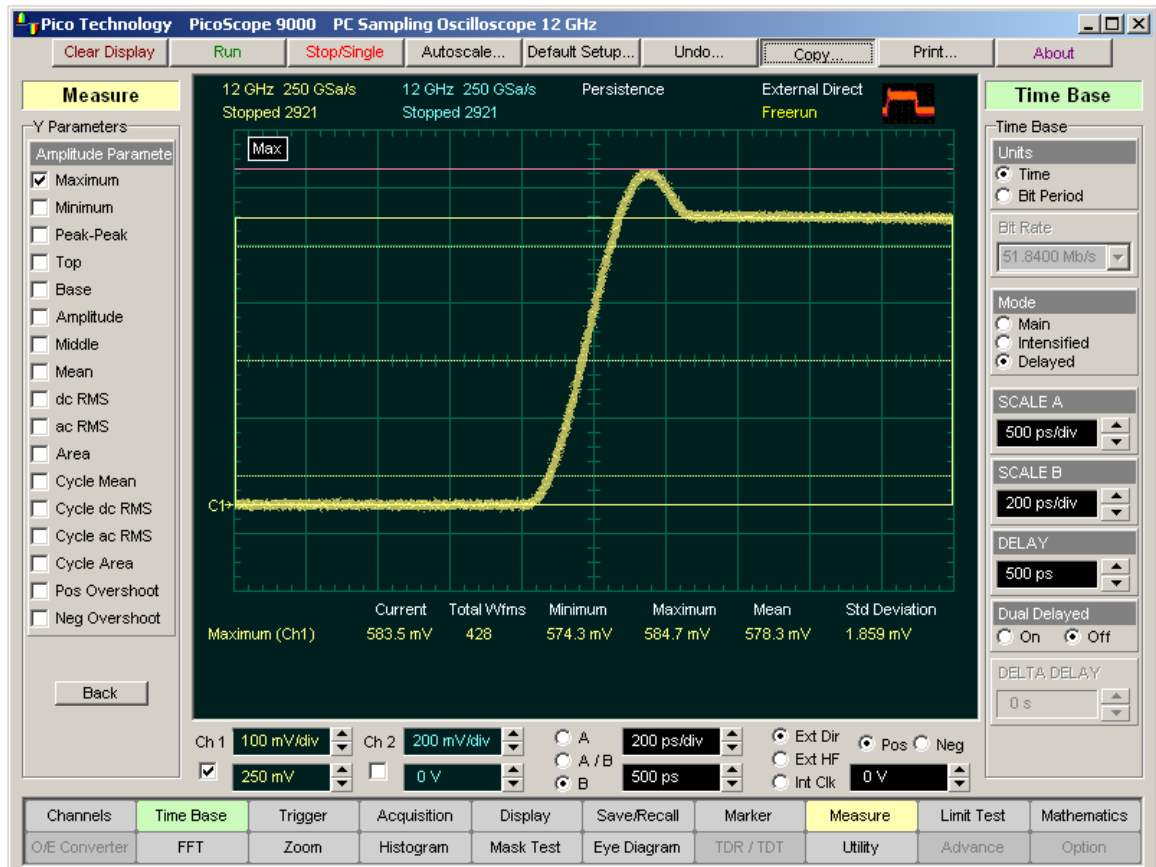 Pico Technology PicoScope 9000 PC Sampling Oscilloscope 12 GHz
Clear Display Run Stop/Single Autoscale... Default Setup... Undo... Copy... Print... About
Measure
Y Parameters
Amplitude Paramete
Maximum
Minimum
Peak-Peak
Top
Base
Amplitude
Middle
Mean
dc RMS
ac RMS
Area
Cycle Mean
Cycle dc RMS
Cycle ac RMS
Cycle Area
Pos Overshoot
Neg Overshoot
Back
12 GHz 250 GSa/s 12 GHz 250 GSa/s Persistence External Direct
Stopped 2921 Stopped 2921 Freerun
Max
C1
Current Total Wfms Minimum Maximum Mean Std Deviation
Maximum (Ch1) 583.5 mV 428 574.3 mV 584.7 mV 578.3 mV 1.859 mV
Time Base
Time Base
Units
Time
Bit Period
Bit Rate
51.8400 Mb/s
Mode
Main
Intensified
Delayed
SCALE A
500 ps/div
SCALE B
200 ps/div
DELAY
500 ps
Dual Delayed
On Off
DELTA DELAY
0 s
Ch 1 100 mV/div Ch 2 200 mV/div A 200 ps/div Ext Dir Pos Neg
A / B Ext HF
250 mV 0 V B 500 ps Int Clk 0 V
Channels Time Base Trigger Acquisition Display Save/Recall Marker Measure Limit Test Mathematics
O/E Converter FFT Zoom Histogram Mask Test Eye Diagram TDR / TDT Utility Advance Option